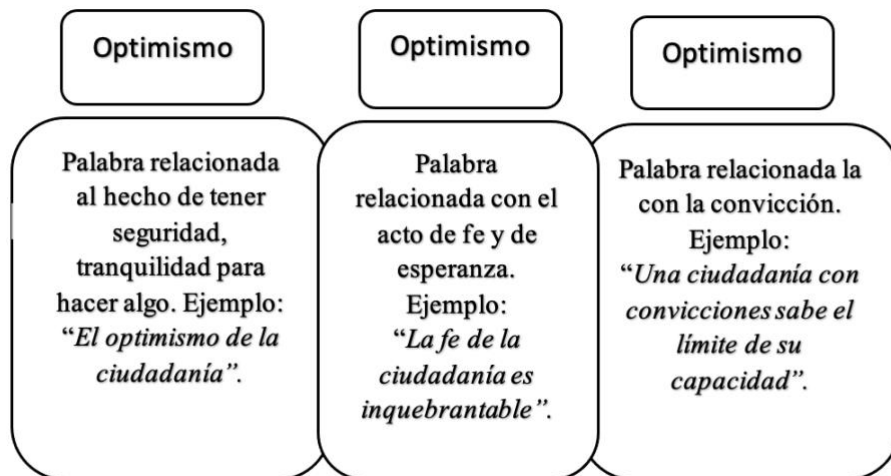 Optimismo
Palabra relacionada
al hecho de tener
seguridad,
tranquilidad para
hacer algo. Ejemplo:
“El optimismo de la
ciudadanía”.
Optimismo
Palabra
relacionada con el
acto de fe y de
esperanza.
Ejemplo:
“La fe de la
ciudadanía es
inquebrantable”.
Optimismo
Palabra relacionada la
con la convicción.
Ejemplo:
“Una ciudadanía con
convicciones sabe el
límite de su
capacidad”.